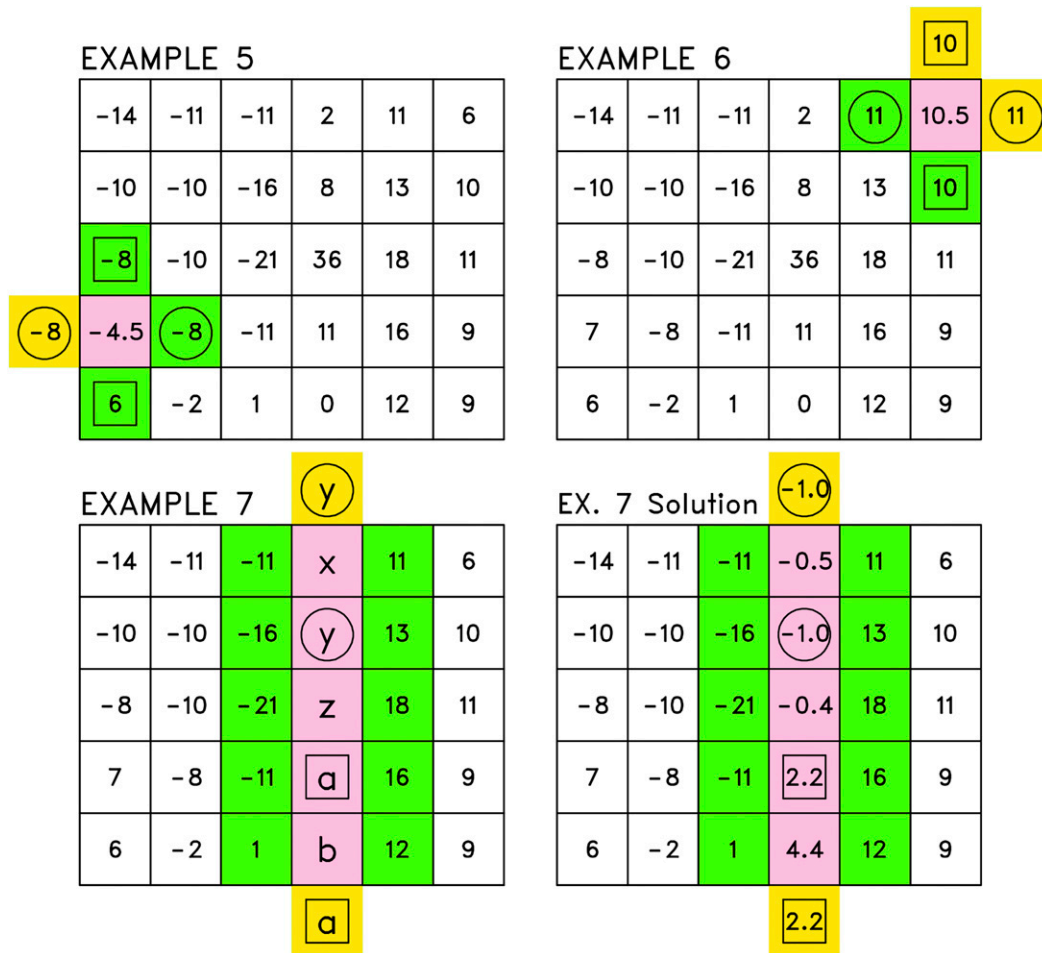 EXAMPLE 5
-14 -11 -11 2 11 6
-10 -10 -16 8 13 10
-8 -10 -21 36 18 11
-8 -4.5 -8 -11 11 16 9
6 -2 1 0 12 9
10
EXAMPLE 6
-14 -11 -11 2 11 10.5 11
-10 -10 -16 8 13 10
-8 -10 -21 36 18 11
7 -8 -11 11 16 9
6 -2 1 0 12 9
y
EXAMPLE 7
-14 -11 -11 x 11 6
-10 -10 -16 y 13 10
-8 -10 -21 z 18 11
7 -8 -11 a 16 9
6 -2 1 b 12 9
a
-1.0
EX. 7 Solution
-14 -11 -11 -0.5 11 6
-10 -10 -16 -1.0 13 10
-8 -10 -21 -0.4 18 11
7 -8 -11 2.2 16 9
6 -2 1 4.4 12 9
2.2